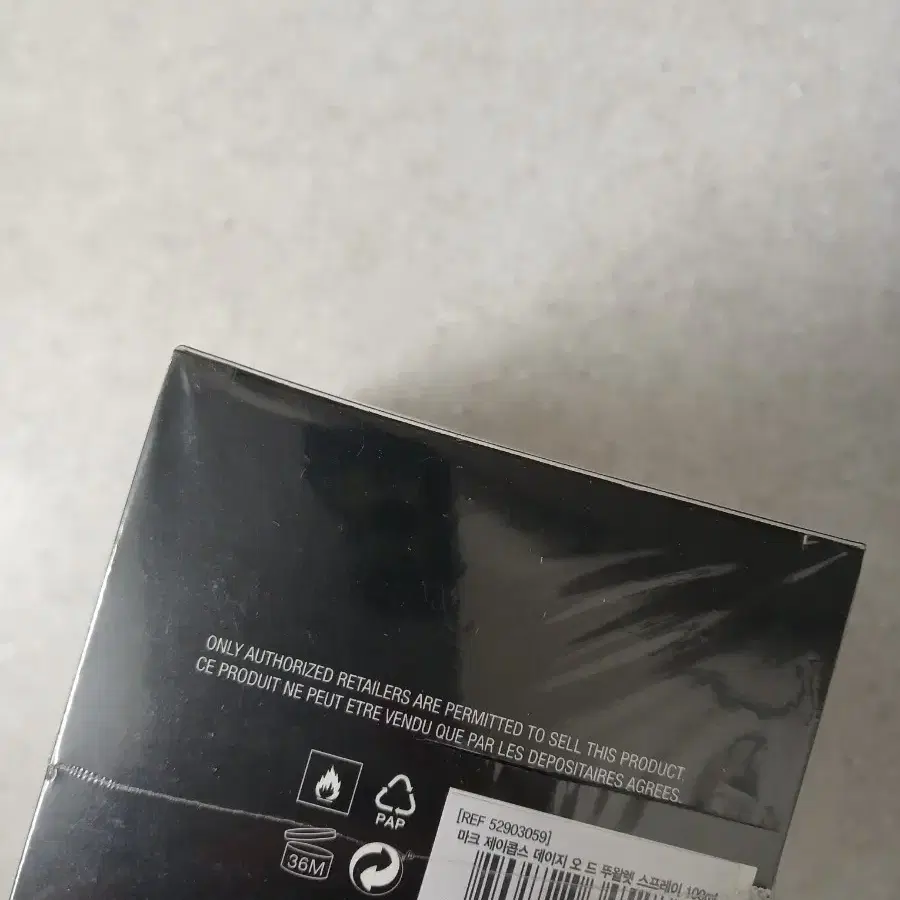 ONLY AUTHORIZED RETAILERS ARE PERMITTED TO SELL THIS PRODUCT.
CE PRODUIT NE PEUT ETRE VENDU QUE PAR LES DEPOSITAIRES AGREES.
PAP
36M
[REF 52903059]
마크 제이콥스 데이지 오 드 뚜왈렛 스프레이 100ml